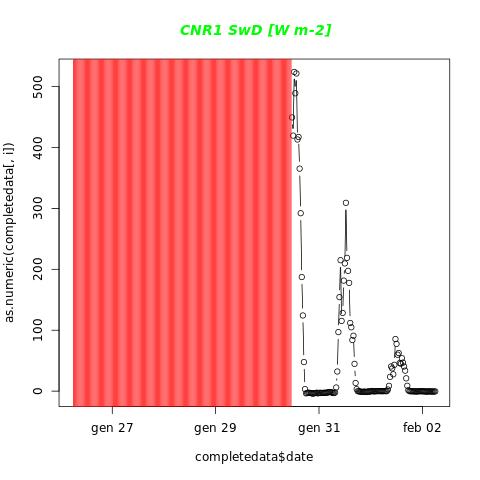 CNR1 SwD [W m-2]
as.numeric(completedata[, i])
500
400
300
200
100
0
gen 27 gen 29 gen 31 feb 02
completedata$date